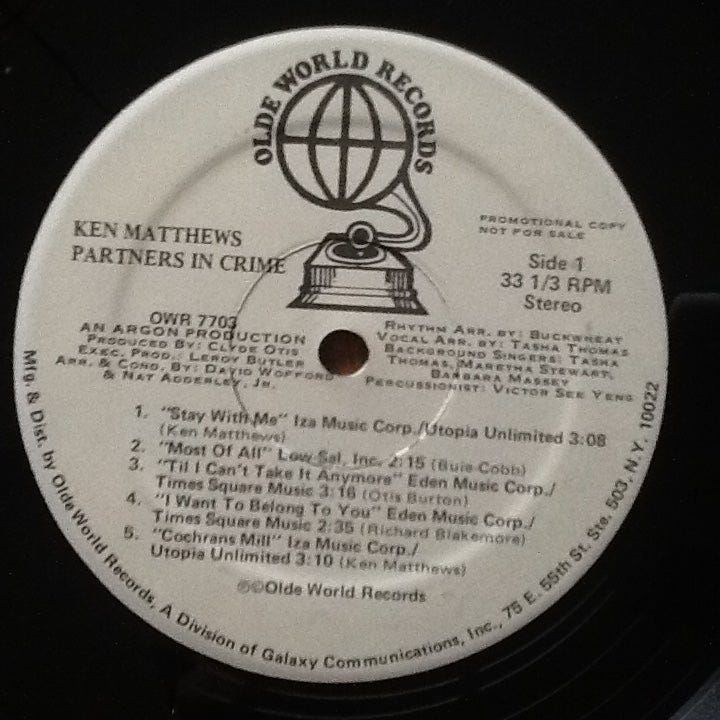 OLDE WORLD RECORDS
KEN MATTHEWS
PARTNERS IN CRIME
PROMOTIONAL COPY
NOT FOR SALE
Side 1
33 1/3 RPM
Stereo
OWR 7703
AN ARGON PRODUCTION
PRODUCED BY: CLYDE OTIS
EXEC. PROD.: LEROY BUTLER
ARR. & COND. BY: DAVID WOFFORD
& NAT ADDERLEY, JR.
RHYTHM ARR. BY: BUCKWHEAT
VOCAL ARR. BY: TASHA THOMAS
BACKGROUND SINGERS: TASHA
THOMAS, MARETHA STEWART,
BARBARA MASSEY
PERCUSSIONIST: VICTOR SEE YENG
1. "Stay With Me" Iza Music Corp./Utopia Unlimited 3:08
(Ken Matthews)
2. "Most Of All" Low-Sal, Inc. 2:15 (Buie Cobb)
3. "Til I Can't Take It Anymore" Eden Music Corp./
Times Square Music 3:16 (Otis Burton)
4. "I Want To Belong To You" Eden Music Corp./
Times Square Music 2:35 (Richard Blakemore)
5. "Cochrans Mill" Iza Music Corp./
Utopia Unlimited 3:10 (Ken Matthews)
℗©Olde World Records
Mfg. & Dist. by Olde World Records, A Division of Galaxy Communications, Inc., 75 E. 55th St. Ste. 503, N.Y. 10022